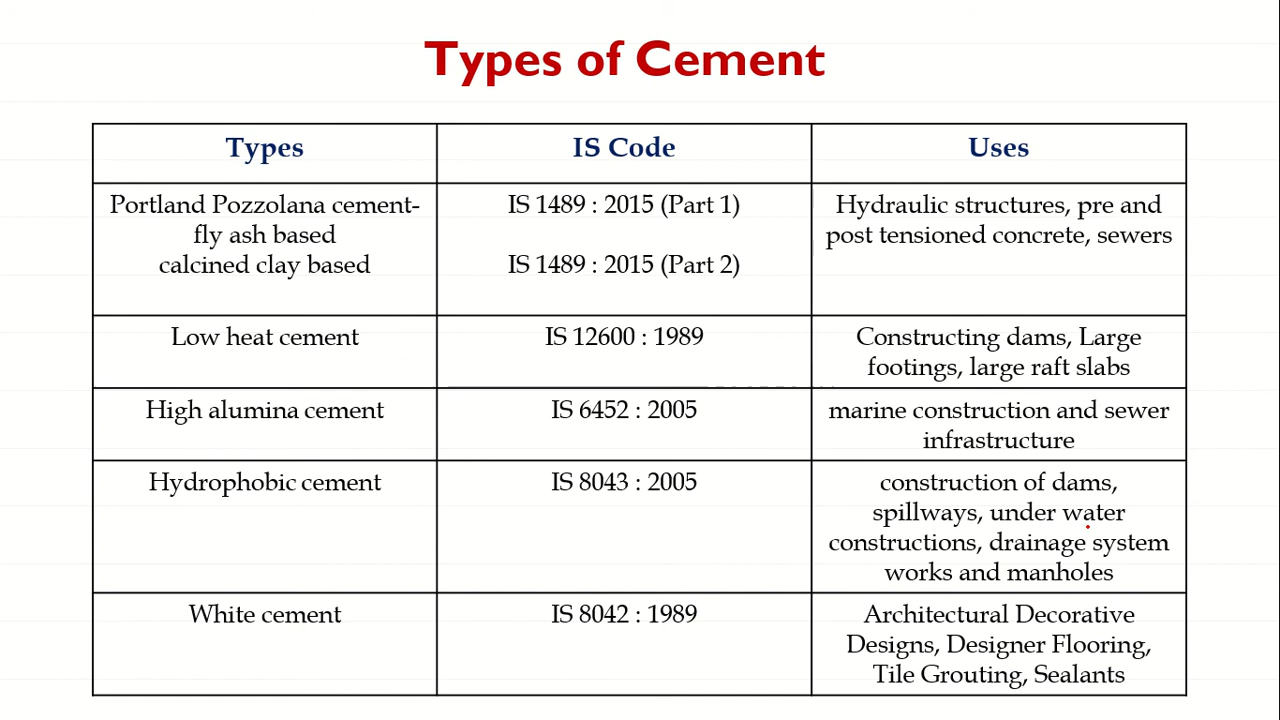 Types of Cement
Types
IS Code
Uses
Portland Pozzolana cement-
fly ash based
calcined clay based
IS 1489 : 2015 (Part 1)
IS 1489 : 2015 (Part 2)
Hydraulic structures, pre and
post tensioned concrete, sewers
Low heat cement
IS 12600 : 1989
Constructing dams, Large
footings, large raft slabs
High alumina cement
IS 6452 : 2005
marine construction and sewer
infrastructure
Hydrophobic cement
IS 8043 : 2005
construction of dams,
spillways, under water
constructions, drainage system
works and manholes
White cement
IS 8042 : 1989
Architectural Decorative
Designs, Designer Flooring,
Tile Grouting, Sealants